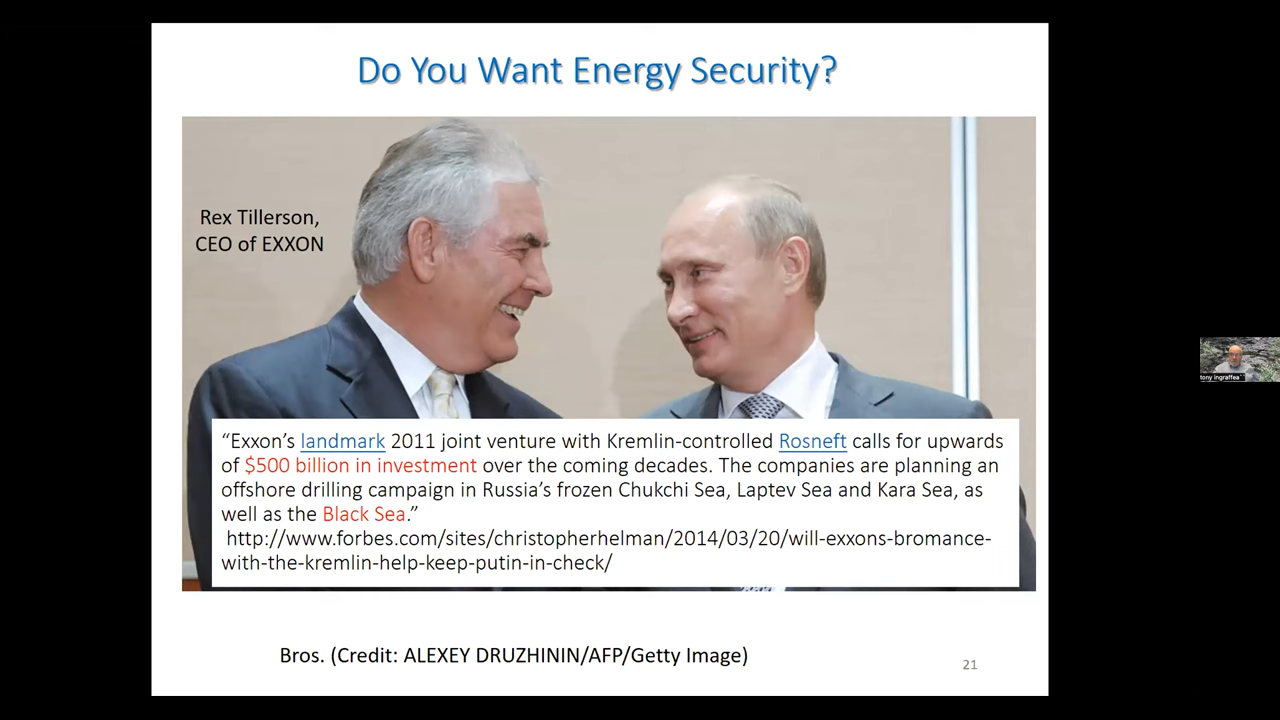 Do You Want Energy Security?
Rex Tillerson,
CEO of EXXON
“Exxon’s landmark 2011 joint venture with Kremlin-controlled Rosneft calls for upwards
of $500 billion in investment over the coming decades. The companies are planning an
offshore drilling campaign in Russia’s frozen Chukchi Sea, Laptev Sea and Kara Sea, as
well as the Black Sea.”
http://www.forbes.com/sites/christopherhelman/2014/03/20/will-exxons-bromance-
with-the-kremlin-help-keep-putin-in-check/
Bros. (Credit: ALEXEY DRUZHININ/AFP/Getty Image)
21
tony ingraffea